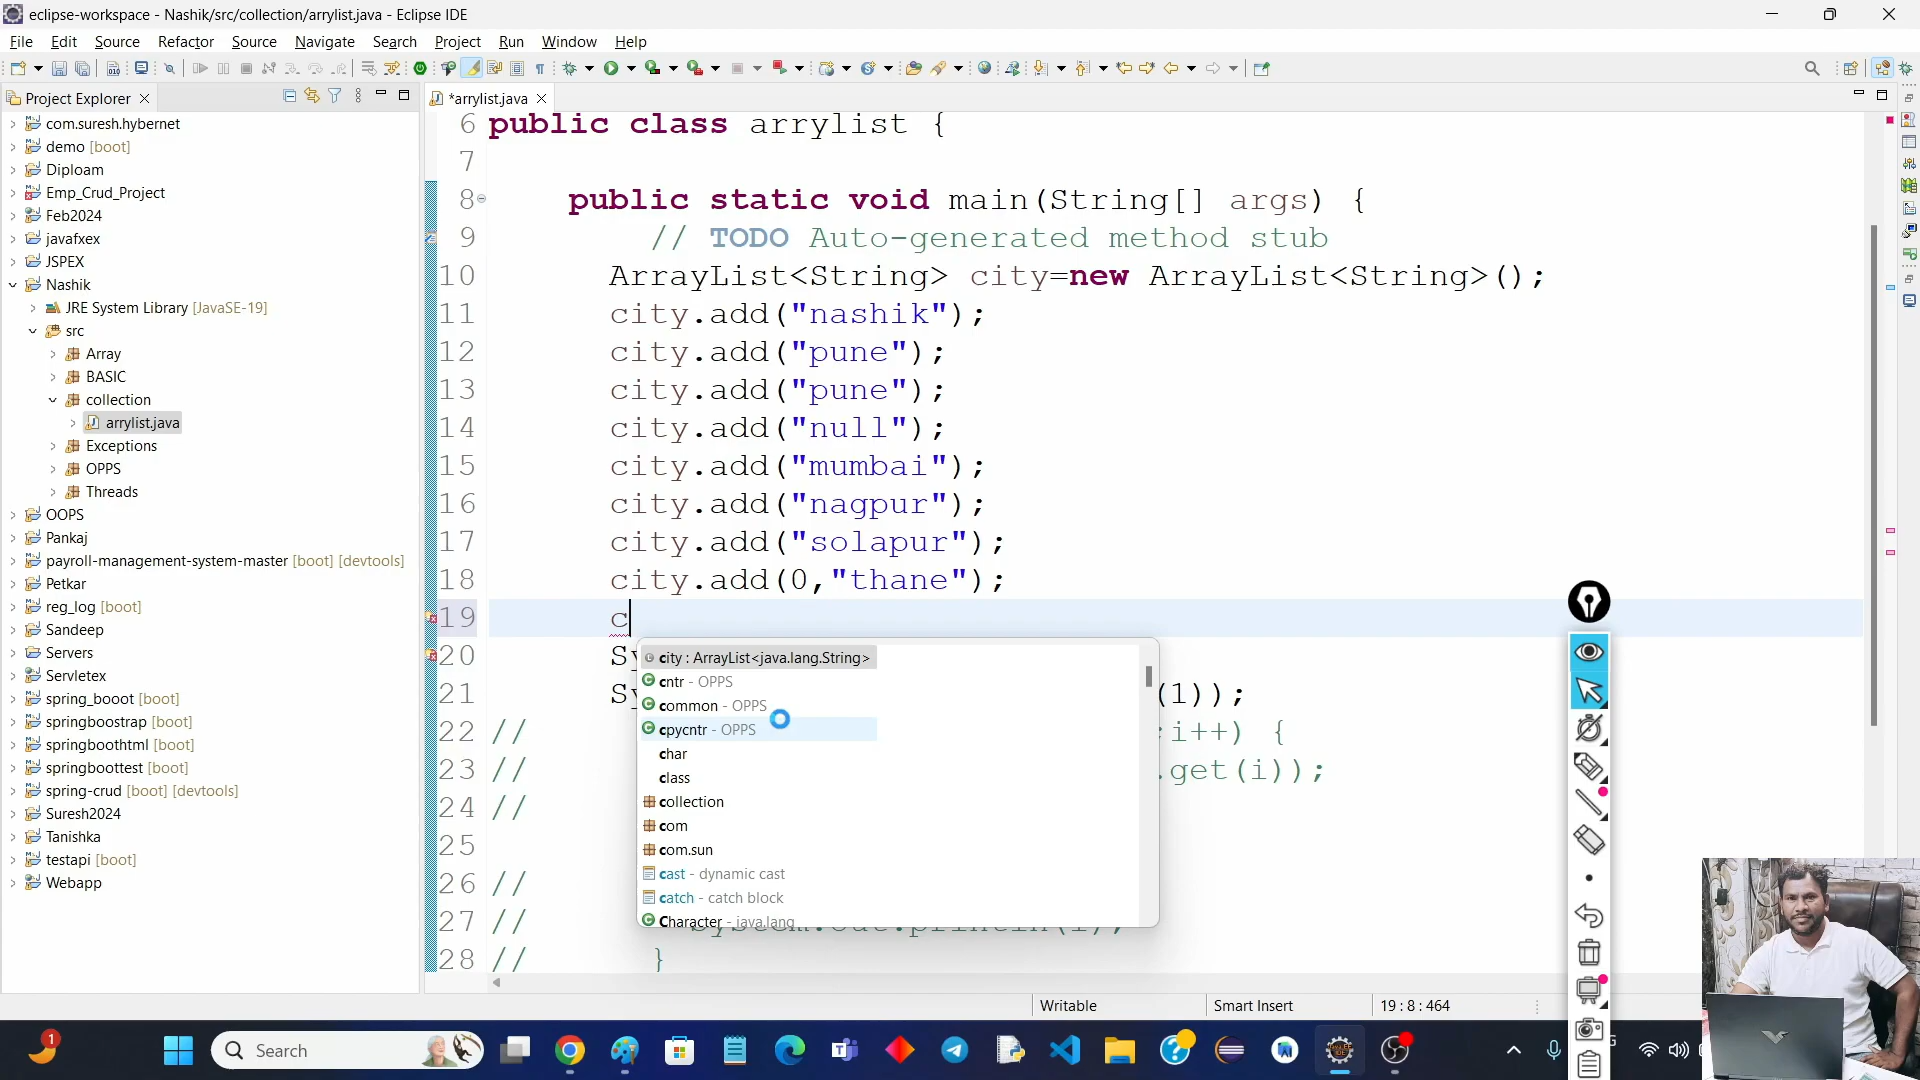 eclipse-workspace - Nashik/src/collection/arrylist.java - Eclipse IDE
File Edit Source Refactor Source Navigate Search Project Run Window Help
Project Explorer
*arrylist.java
com.suresh.hybernet
demo [boot]
Diploam
Emp_Crud_Project
Feb2024
javafxex
JSPEX
Nashik
JRE System Library [JavaSE-19]
src
Array
BASIC
collection
arrylist.java
Exceptions
OPPS
Threads
OOPS
Pankaj
payroll-management-system-master [boot] [devtools]
Petkar
reg_log [boot]
Sandeep
Servers
Servletex
spring_booot [boot]
springboostrap [boot]
springboothtml [boot]
springboottest [boot]
spring-crud [boot] [devtools]
Suresh2024
Tanishka
testapi [boot]
Webapp
6 public class arrylist {
7
8 public static void main(String[] args) {
9 // TODO Auto-generated method stub
10 ArrayList<String> city=new ArrayList<String>();
11 city.add("nashik");
12 city.add("pune");
13 city.add("pune");
14 city.add("null");
15 city.add("mumbai");
16 city.add("nagpur");
17 city.add("solapur");
18 city.add(0,"thane");
19 c
20 Sy
21 Sy (1));
22 // ;i++) {
23 // .get(i));
24 //
25
26 //
27 // System.out.println(i);
28 // }
city : ArrayList<java.lang.String>
cntr - OPPS
common - OPPS
cpycntr - OPPS
char
class
collection
com
com.sun
cast - dynamic cast
catch - catch block
Character - java.lang
Writable Smart Insert 19 : 8 : 464
1
Search